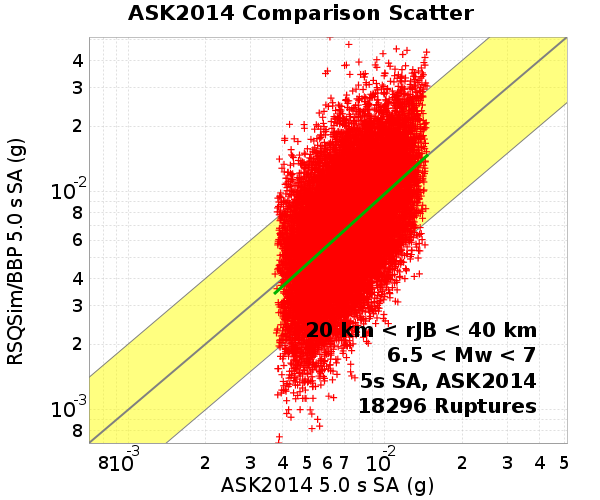 ASK2014 Comparison Scatter
RSQSim/BBP 5.0 s SA (g)
4
3
2
10-2
8
6
4
3
2
10-3
8
20 km < rJB < 40 km
6.5 < Mw < 7
5s SA, ASK2014
18296 Ruptures
8 10-3 2 3 4 5 6 7 10-2 2 3 4 5
ASK2014 5.0 s SA (g)